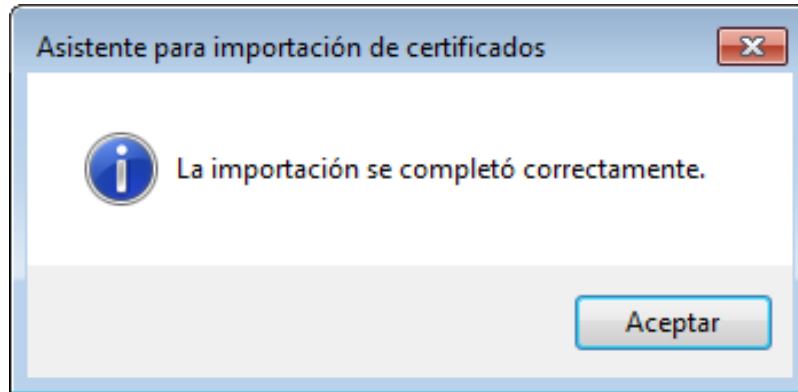 Asistente para importación de certificados
La importación se completó correctamente.
Aceptar